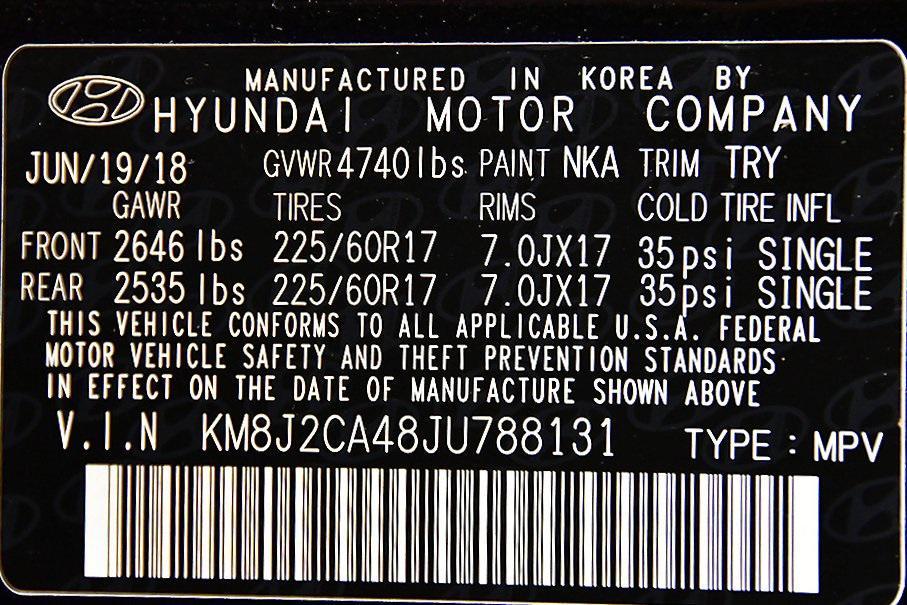 MANUFACTURED IN KOREA BY
HYUNDAI MOTOR COMPANY
JUN/19/18 GVWR 4740 lbs PAINT NKA TRIM TRY
GAWR TIRES RIMS COLD TIRE INFL
FRONT 2646 lbs 225/60R17 7.0JX17 35psi SINGLE
REAR 2535 lbs 225/60R17 7.0JX17 35psi SINGLE
THIS VEHICLE CONFORMS TO ALL APPLICABLE U.S.A. FEDERAL
MOTOR VEHICLE SAFETY AND THEFT PREVENTION STANDARDS
IN EFFECT ON THE DATE OF MANUFACTURE SHOWN ABOVE
V.I.N KM8J2CA48JU788131 TYPE : MPV